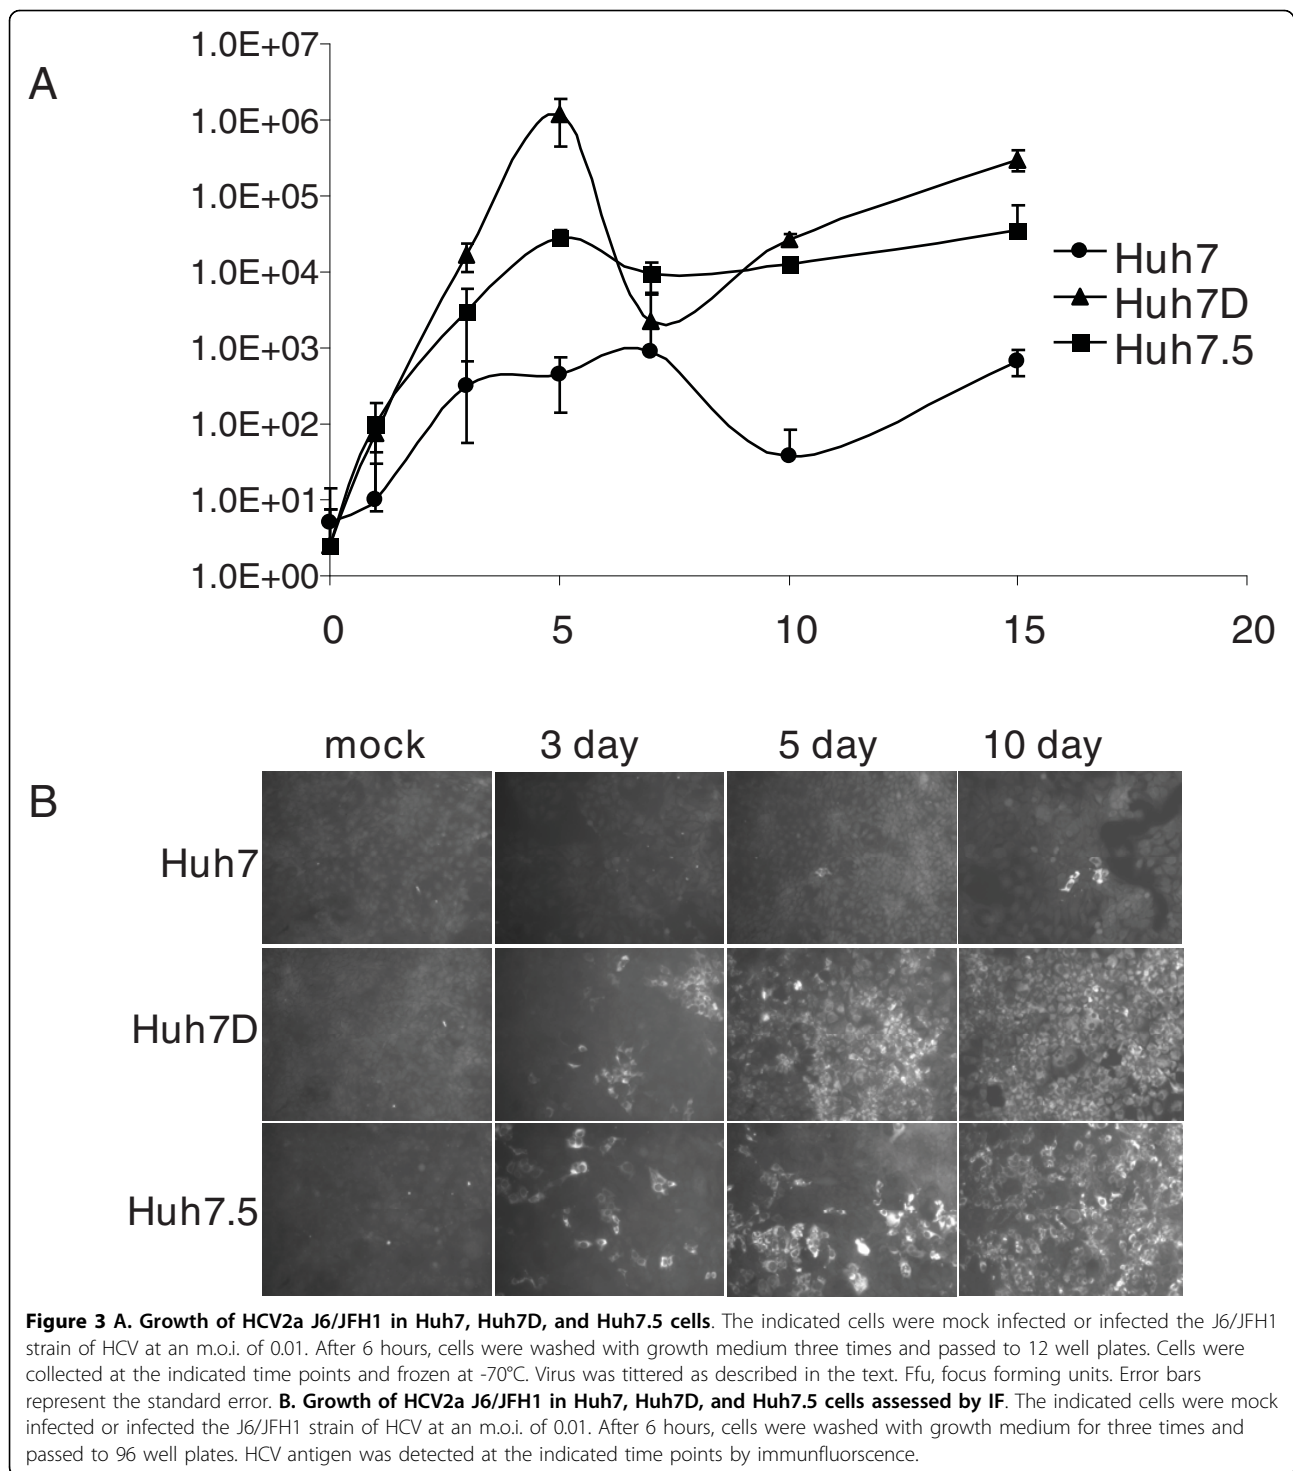 A
1.0E+07
1.0E+06
1.0E+05
1.0E+04
1.0E+03
1.0E+02
1.0E+01
1.0E+00
0 5 10 15 20
Huh7
Huh7D
Huh7.5
B
mock 3 day 5 day 10 day
Huh7
Huh7D
Huh7.5
Figure 3 A. Growth of HCV2a J6/JFH1 in Huh7, Huh7D, and Huh7.5 cells. The indicated cells were mock infected or infected the J6/JFH1
strain of HCV at an m.o.i. of 0.01. After 6 hours, cells were washed with growth medium three times and passed to 12 well plates. Cells were
collected at the indicated time points and frozen at -70°C. Virus was tittered as described in the text. Ffu, focus forming units. Error bars
represent the standard error. B. Growth of HCV2a J6/JFH1 in Huh7, Huh7D, and Huh7.5 cells assessed by IF. The indicated cells were mock
infected or infected the J6/JFH1 strain of HCV at an m.o.i. of 0.01. After 6 hours, cells were washed with growth medium for three times and
passed to 96 well plates. HCV antigen was detected at the indicated time points by immunfluorscence.